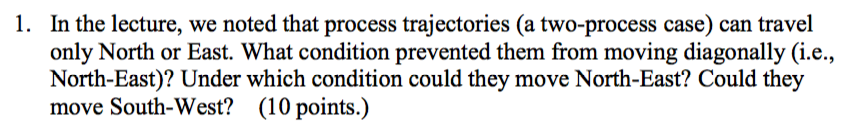 1. In the lecture, we noted that process trajectories (a two-process case) can travel
only North or East. What condition prevented them from moving diagonally (i.e.,
North-East)? Under which condition could they move North-East? Could they
move South-West? (10 points.)